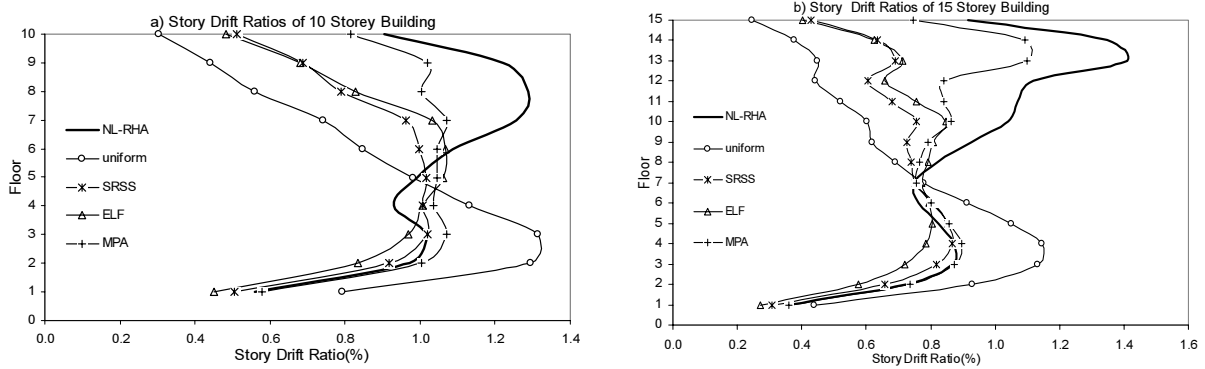 a) Story Drift Ratios of 10 Storey Building
10
9
8
7
6
5
4
3
2
1
0
Floor
NL-RHA
uniform
SRSS
ELF
MPA
0.0 0.2 0.4 0.6 0.8 1.0 1.2 1.4
Story Drift Ratio(%)
b) Story Drift Ratios of 15 Storey Building
15
14
13
12
11
10
9
8
7
6
5
4
3
2
1
0
Floor
NL-RHA
uniform
SRSS
ELF
MPA
0.0 0.2 0.4 0.6 0.8 1.0 1.2 1.4 1.6
Story Drift Ratio(%)